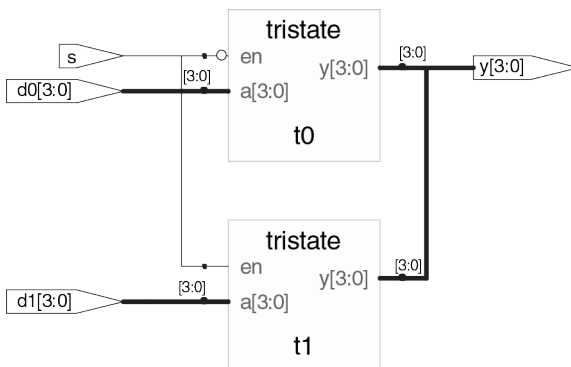 tristate
s
en
[3:0]
y[3:0]
[3:0]
y[3:0]
d0[3:0]
a[3:0]
t0
tristate
en
[3:0]
y[3:0]
[3:0]
d1[3:0]
a[3:0]
t1